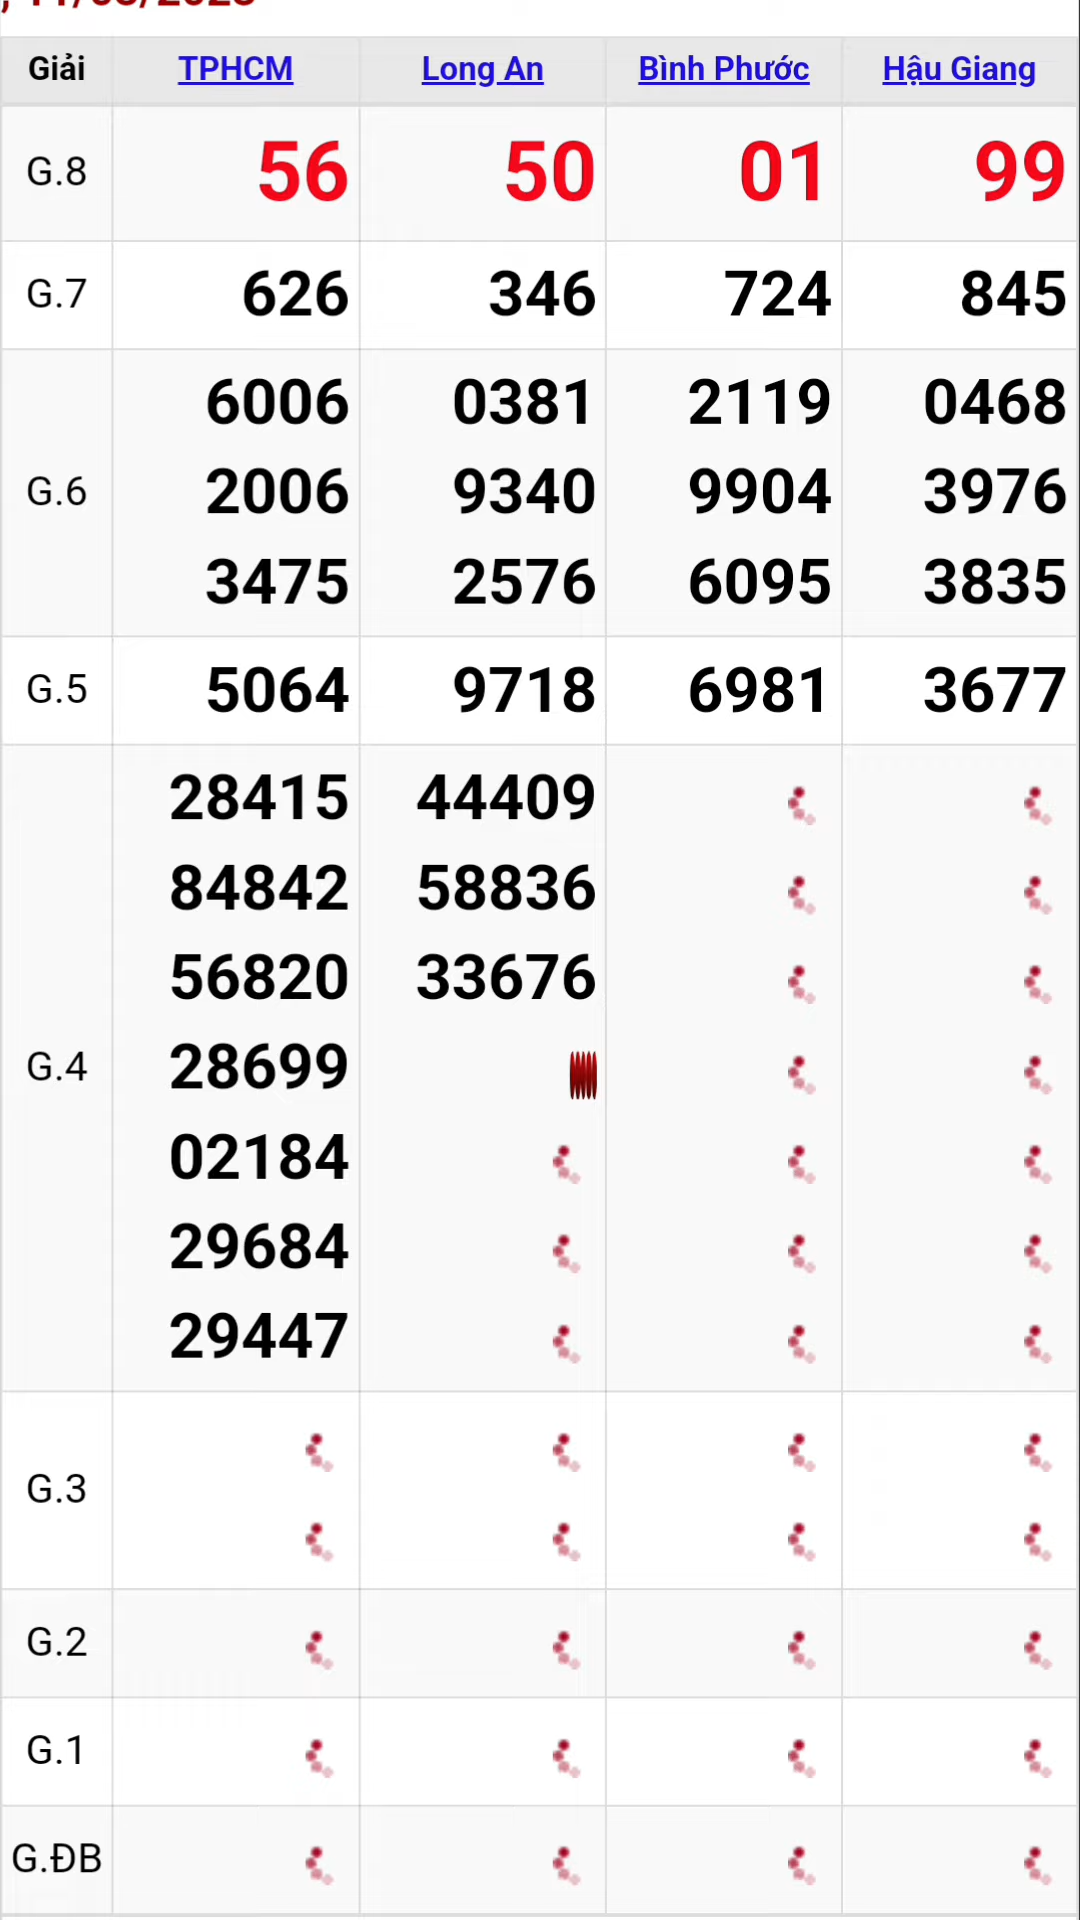 Giải TPHCM Long An Bình Phước Hậu Giang
G.8 56 50 01 99
G.7 626 346 724 845
6006 0381 2119 0468
G.6 2006 9340 9904 3976
3475 2576 6095 3835
G.5 5064 9718 6981 3677
28415 44409
84842 58836
56820 33676
G.4 28699
02184
29684
29447
G.3
G.2
G.1
G.ĐB